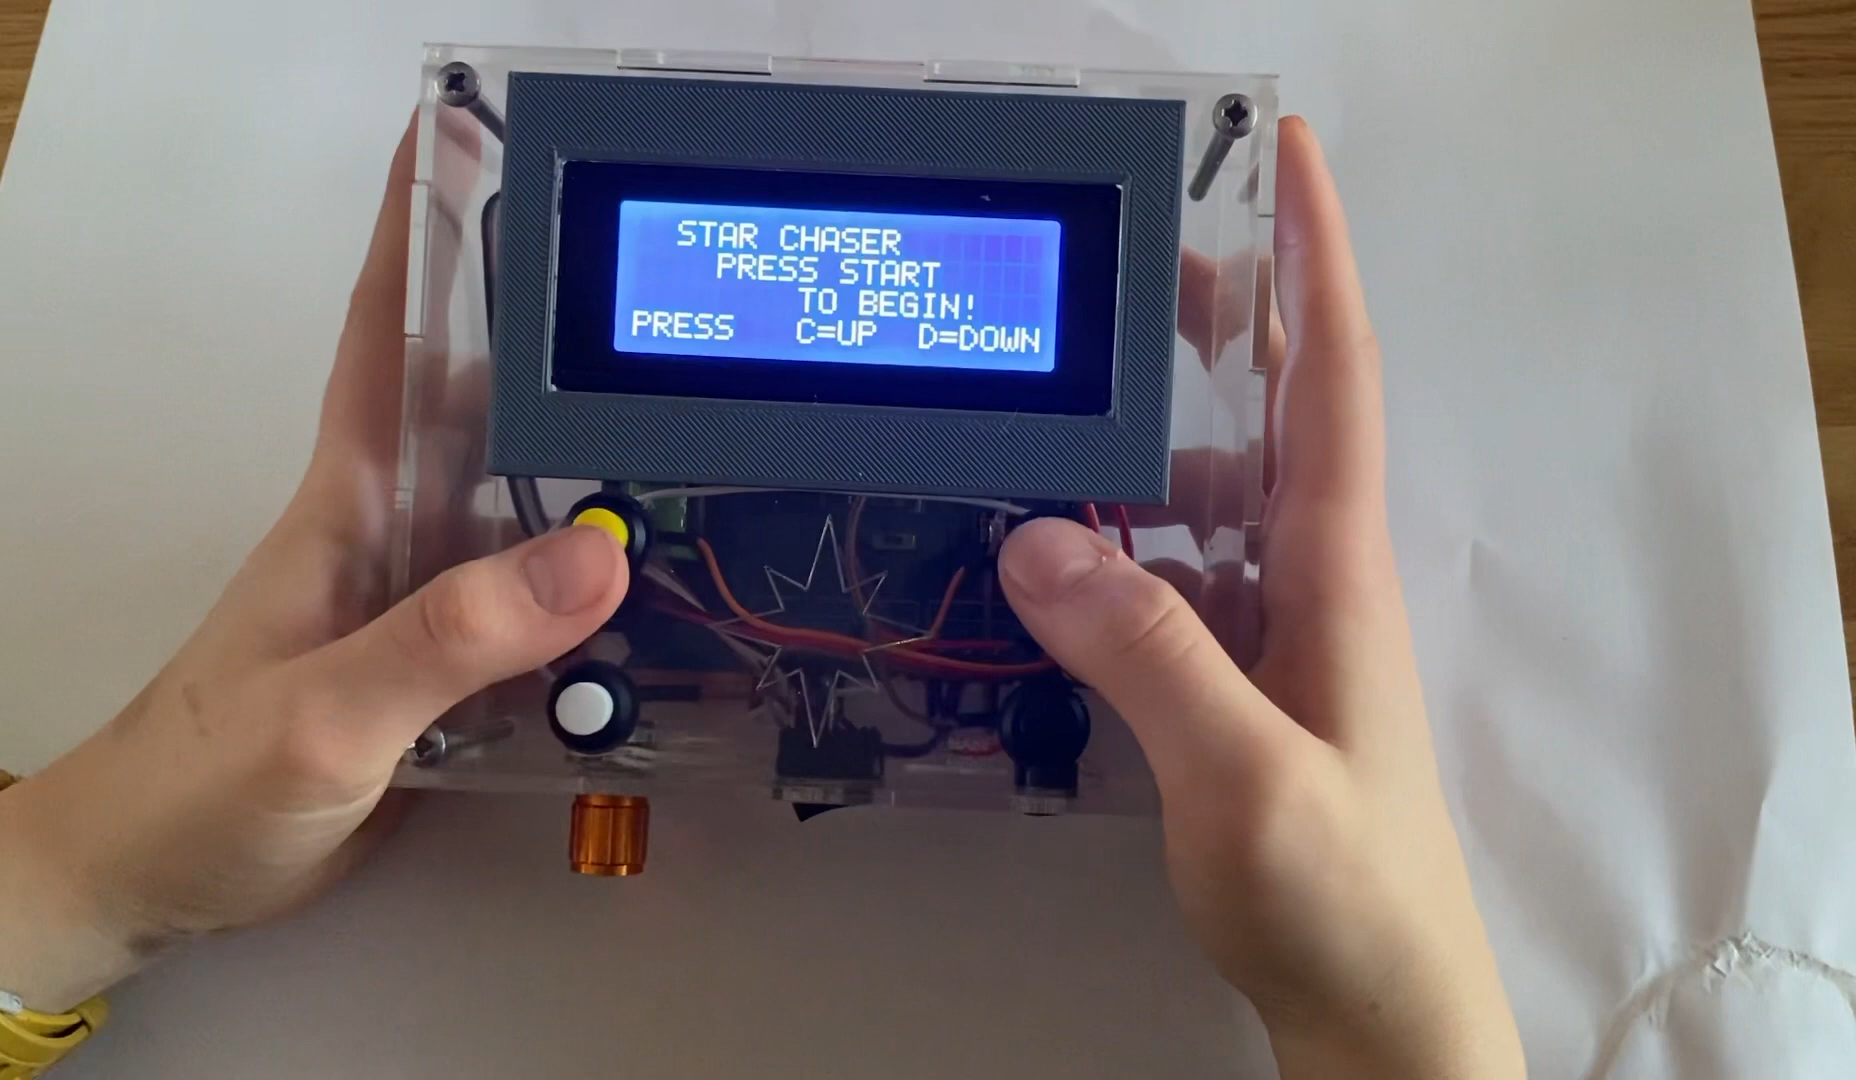 STAR CHASER
PRESS START
TO BEGIN!
PRESS C=UP D=DOWN